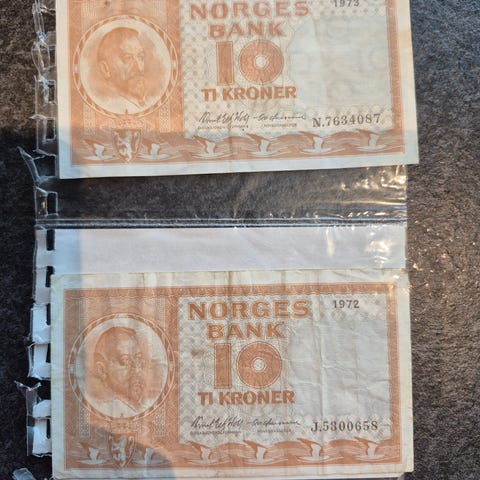 1973
NORGES
BANK
10
TI KRONER
N.7634087
1972
NORGES
BANK
10
TI KRONER
J.5300658